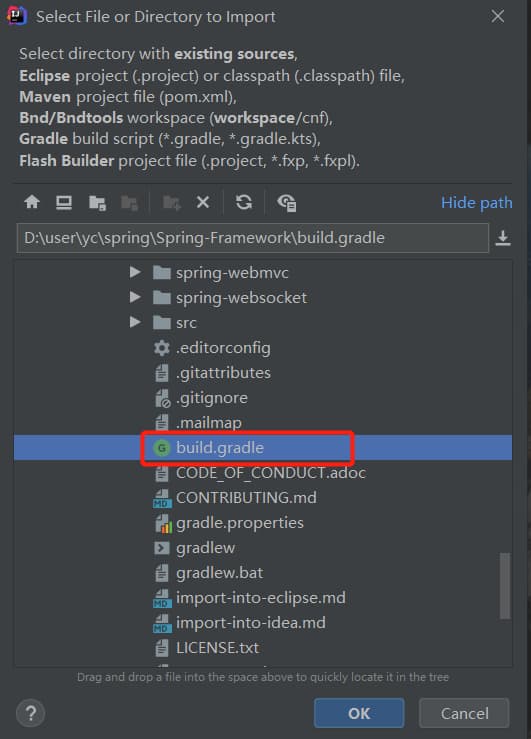 Select File or Directory to Import
Select directory with existing sources,
Eclipse project (.project) or classpath (.classpath) file,
Maven project file (pom.xml),
Bnd/Bndtools workspace (workspace/cnf),
Gradle build script (*.gradle, *.gradle.kts),
Flash Builder project file (.project, *.fxp, *.fxpl).
Hide path
D:\user\yc\spring\Spring-Framework\build.gradle
spring-webmvc
spring-websocket
src
.editorconfig
.gitattributes
.gitignore
.mailmap
build.gradle
CODE_OF_CONDUCT.adoc
CONTRIBUTING.md
gradle.properties
gradlew
gradlew.bat
import-into-eclipse.md
import-into-idea.md
LICENSE.txt
Drag and drop a file into the space above to quickly locate it in the tree
? OK Cancel